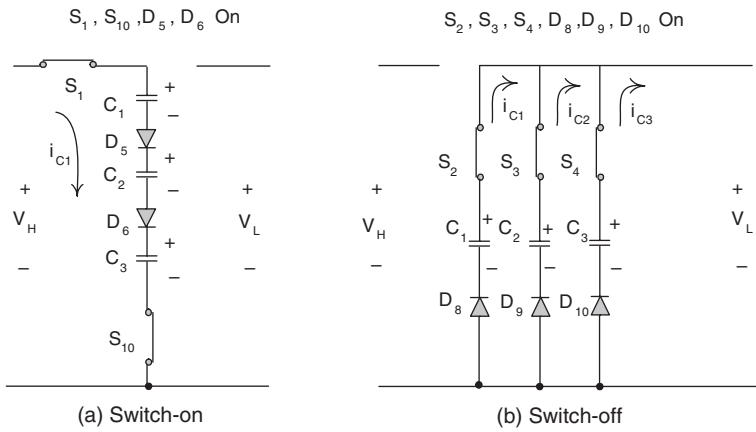 S1 , S10 , D5 , D6 On
S1
C1
+
–
D5
iC1
+
C2
–
D6
+
C3
–
+
VH
–
+
VL
–
S10
(a) Switch-on
S2 , S3 , S4 , D8 ,D9 , D10 On
iC1
iC2
iC3
S2
S3
S4
+
VH
–
C1
+
–
C2
+
–
C3
+
–
+
VL
–
D8
D9
D10
(b) Switch-off